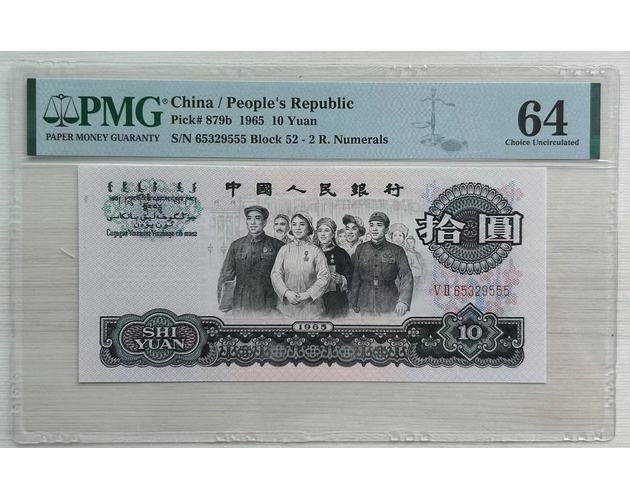 PMG
PAPER MONEY GUARANTY
China / People's Republic
Pick# 879b 1965 10 Yuan
S/N 65329555 Block 52 - 2 R. Numerals
64
Choice Uncirculated
中國人民銀行
拾圓
VII 65329555
1965
SHI
YUAN
10